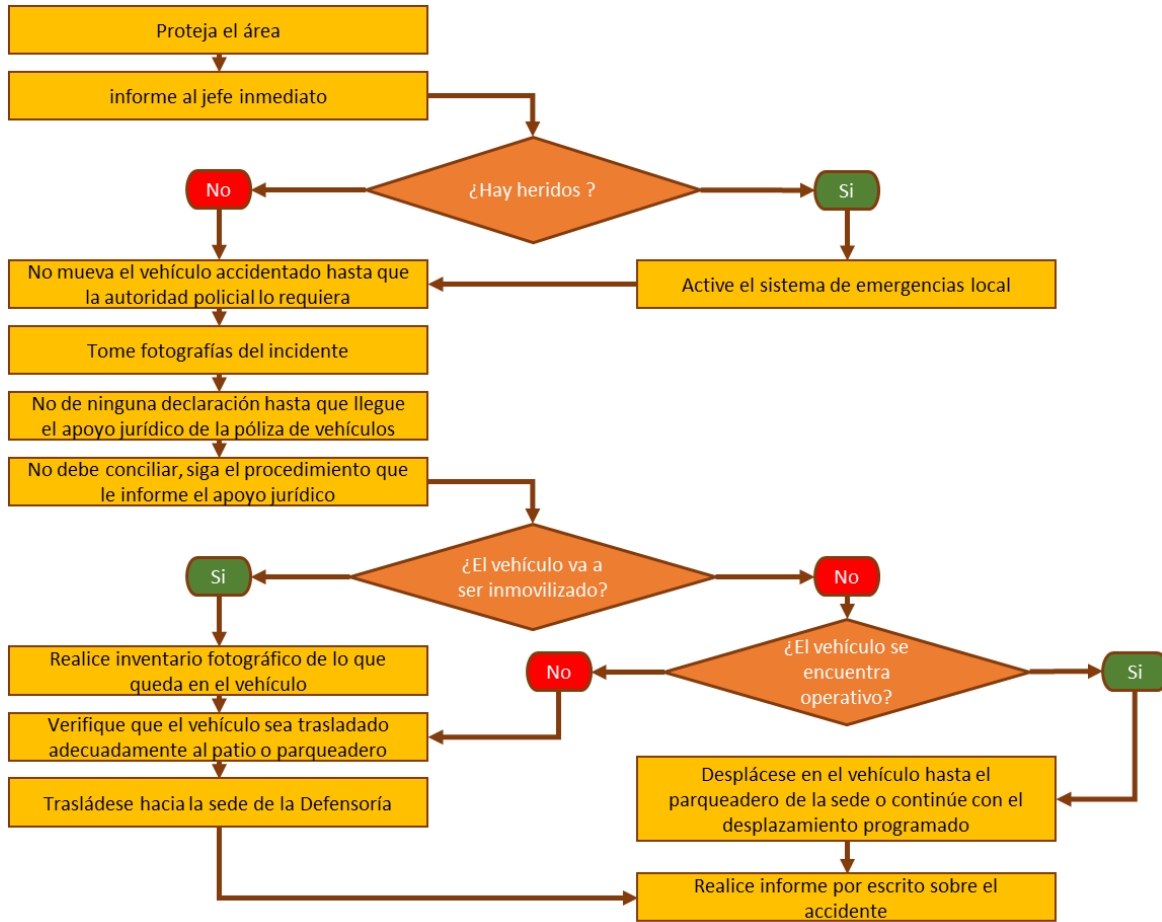 Proteja el área
informe al jefe inmediato
¿Hay heridos ?
No
Si
No mueva el vehículo accidentado hasta que
la autoridad policial lo requiera
Active el sistema de emergencias local
Tome fotografías del incidente
No de ninguna declaración hasta que llegue
el apoyo jurídico de la póliza de vehículos
No debe conciliar, siga el procedimiento que
le informe el apoyo jurídico
¿El vehículo va a
ser inmovilizado?
Si
No
¿El vehículo se
encuentra
operativo?
No
Si
Realice inventario fotográfico de lo que
queda en el vehículo
Verifique que el vehículo sea trasladado
adecuadamente al patio o parqueadero
Trasládese hacia la sede de la Defensoría
Desplácese en el vehículo hasta el
parqueadero de la sede o continúe con el
desplazamiento programado
Realice informe por escrito sobre el
accidente